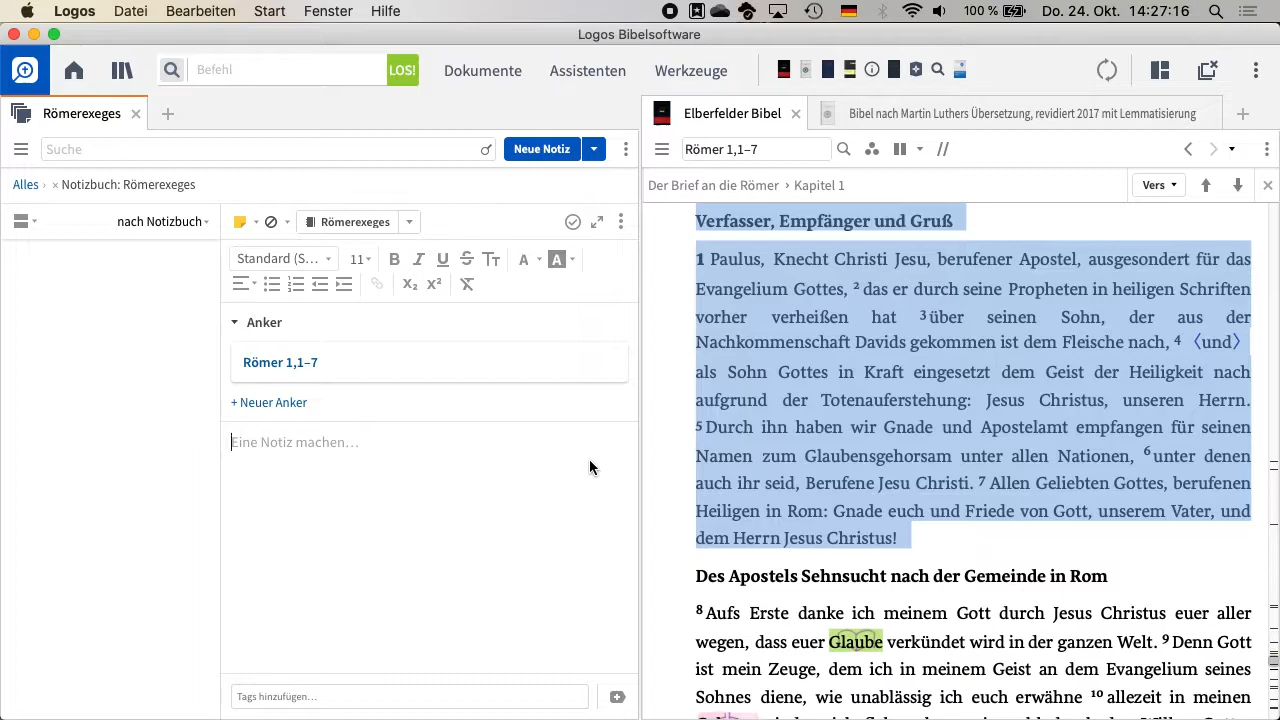 Logos Datei Bearbeiten Start Fenster Hilfe 100 % Do. 24. Okt. 14:27:16
Logos Bibelsoftware
Befehl LOS! Dokumente Assistenten Werkzeuge
Römerexeges
Elberfelder Bibel Bibel nach Martin Luthers Übersetzung, revidiert 2017 mit Lemmatisierung
Suche Neue Notiz
Römer 1,1–7
Alles › × Notizbuch: Römerexeges
Der Brief an die Römer › Kapitel 1 Vers
nach Notizbuch
Römerexeges
Standard (S... 11 B I U S Tт A A
X₂ X²
Anker
Römer 1,1–7
+ Neuer Anker
Eine Notiz machen…
Tags hinzufügen…
Verfasser, Empfänger und Gruß
1 Paulus, Knecht Christi Jesu, berufener Apostel, ausgesondert für das
Evangelium Gottes, ² das er durch seine Propheten in heiligen Schriften
vorher verheißen hat ³ über seinen Sohn, der aus der
Nachkommenschaft Davids gekommen ist dem Fleische nach, ⁴ 〈und〉
als Sohn Gottes in Kraft eingesetzt dem Geist der Heiligkeit nach
aufgrund der Totenauferstehung: Jesus Christus, unseren Herrn.
⁵ Durch ihn haben wir Gnade und Apostelamt empfangen für seinen
Namen zum Glaubensgehorsam unter allen Nationen, ⁶ unter denen
auch ihr seid, Berufene Jesu Christi. ⁷ Allen Geliebten Gottes, berufenen
Heiligen in Rom: Gnade euch und Friede von Gott, unserem Vater, und
dem Herrn Jesus Christus!
Des Apostels Sehnsucht nach der Gemeinde in Rom
⁸ Aufs Erste danke ich meinem Gott durch Jesus Christus euer aller
wegen, dass euer Glaube verkündet wird in der ganzen Welt. ⁹ Denn Gott
ist mein Zeuge, dem ich in meinem Geist an dem Evangelium seines
Sohnes diene, wie unablässig ich euch erwähne ¹⁰ allezeit in meinen